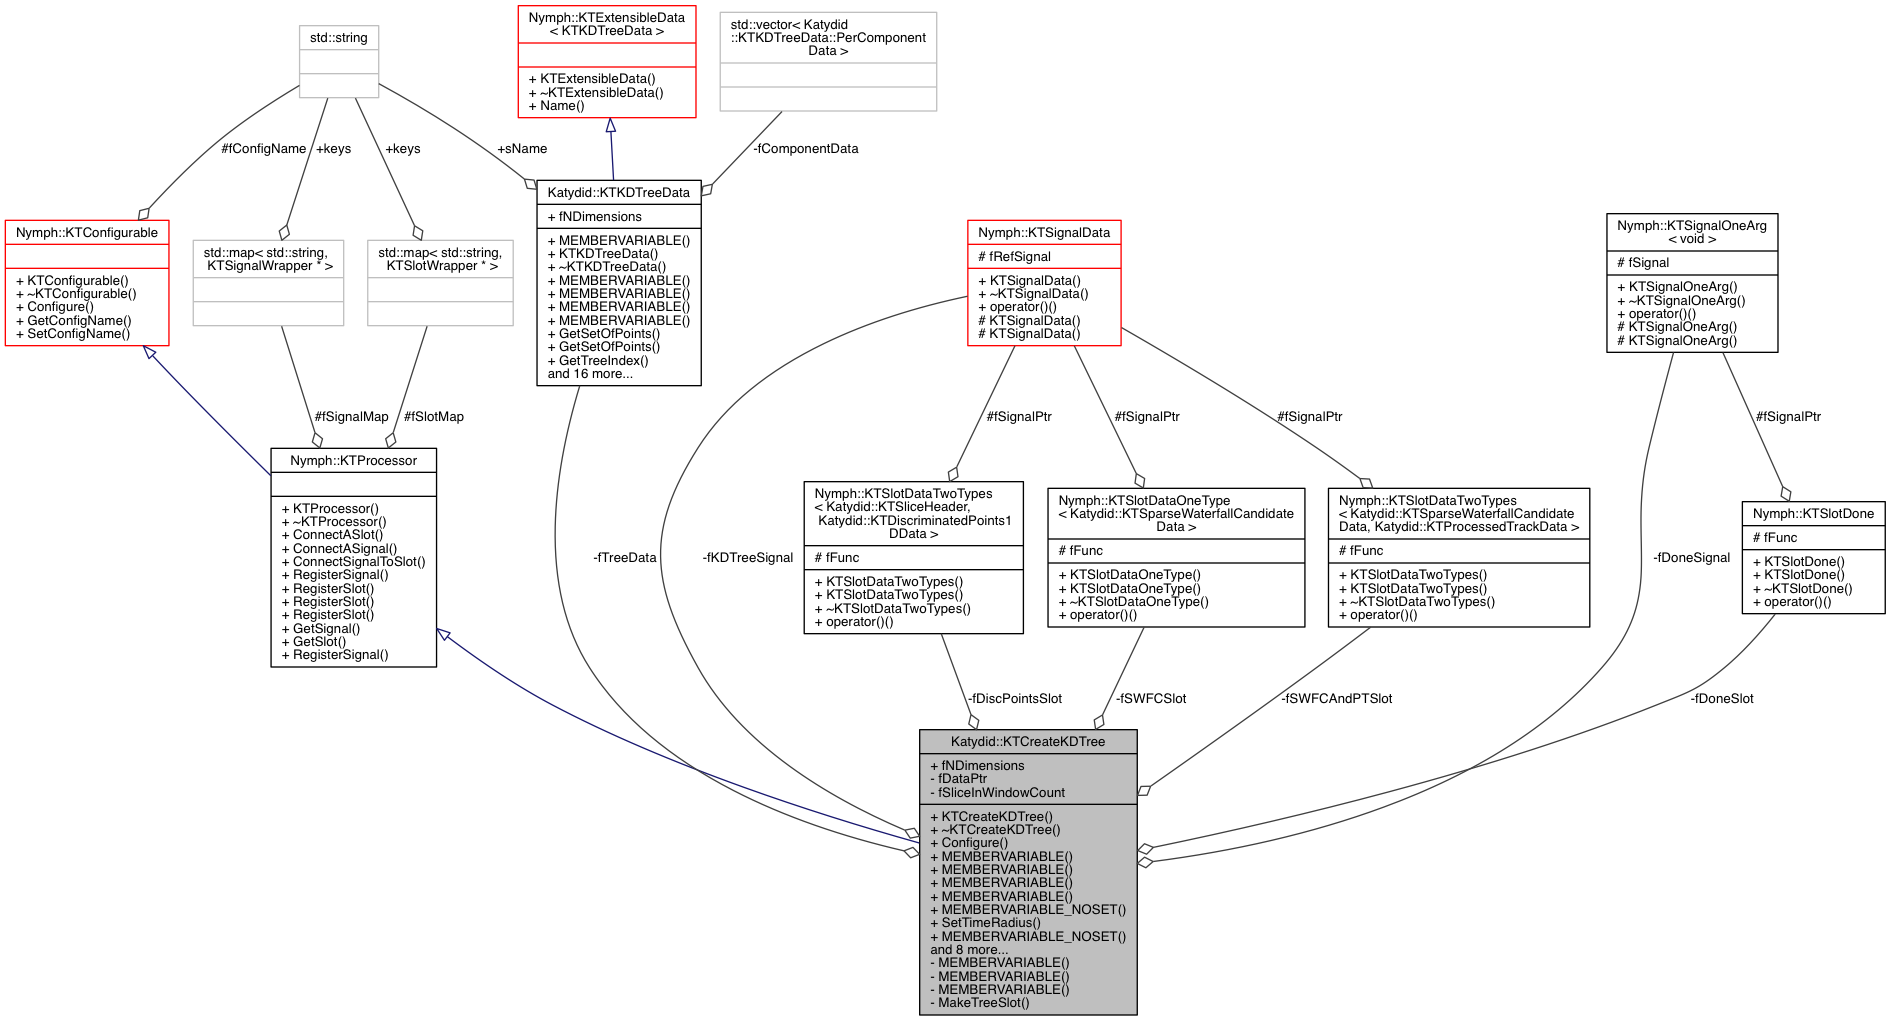 std::string
Nymph::KTExtensibleData
< KTKDTreeData >
+ KTExtensibleData()
+ ~KTExtensibleData()
+ Name()
std::vector< Katydid
::KTKDTreeData::PerComponent
Data >
#fConfigName
+keys
+keys
+sName
-fComponentData
Nymph::KTConfigurable
+ KTConfigurable()
+ ~KTConfigurable()
+ Configure()
+ GetConfigName()
+ SetConfigName()
std::map< std::string,
KTSignalWrapper * >
std::map< std::string,
KTSlotWrapper * >
Katydid::KTKDTreeData
+ fNDimensions
+ MEMBERVARIABLE()
+ KTKDTreeData()
+ ~KTKDTreeData()
+ MEMBERVARIABLE()
+ MEMBERVARIABLE()
+ MEMBERVARIABLE()
+ MEMBERVARIABLE()
+ GetSetOfPoints()
+ GetSetOfPoints()
+ GetTreeIndex()
and 16 more...
Nymph::KTSignalData
# fRefSignal
+ KTSignalData()
+ ~KTSignalData()
+ operator()()
# KTSignalData()
# KTSignalData()
Nymph::KTSignalOneArg
< void >
# fSignal
+ KTSignalOneArg()
+ ~KTSignalOneArg()
+ operator()()
# KTSignalOneArg()
# KTSignalOneArg()
#fSignalMap
#fSlotMap
#fSignalPtr
#fSignalPtr
#fSignalPtr
#fSignalPtr
Nymph::KTProcessor
+ KTProcessor()
+ ~KTProcessor()
+ ConnectASlot()
+ ConnectASignal()
+ ConnectSignalToSlot()
+ RegisterSignal()
+ RegisterSlot()
+ RegisterSlot()
+ RegisterSlot()
+ GetSignal()
+ GetSlot()
+ RegisterSignal()
-fTreeData
-fKDTreeSignal
Nymph::KTSlotDataTwoTypes
< Katydid::KTSliceHeader,
Katydid::KTDiscriminatedPoints1
DData >
# fFunc
+ KTSlotDataTwoTypes()
+ KTSlotDataTwoTypes()
+ ~KTSlotDataTwoTypes()
+ operator()()
Nymph::KTSlotDataOneType
< Katydid::KTSparseWaterfallCandidate
Data >
# fFunc
+ KTSlotDataOneType()
+ KTSlotDataOneType()
+ ~KTSlotDataOneType()
+ operator()()
Nymph::KTSlotDataTwoTypes
< Katydid::KTSparseWaterfallCandidate
Data, Katydid::KTProcessedTrackData >
# fFunc
+ KTSlotDataTwoTypes()
+ KTSlotDataTwoTypes()
+ ~KTSlotDataTwoTypes()
+ operator()()
-fDoneSignal
Nymph::KTSlotDone
# fFunc
+ KTSlotDone()
+ KTSlotDone()
+ ~KTSlotDone()
+ operator()()
-fDiscPointsSlot
-fSWFCSlot
-fSWFCAndPTSlot
-fDoneSlot
Katydid::KTCreateKDTree
+ fNDimensions
- fDataPtr
- fSliceInWindowCount
+ KTCreateKDTree()
+ ~KTCreateKDTree()
+ Configure()
+ MEMBERVARIABLE()
+ MEMBERVARIABLE()
+ MEMBERVARIABLE()
+ MEMBERVARIABLE()
+ MEMBERVARIABLE_NOSET()
+ SetTimeRadius()
+ MEMBERVARIABLE_NOSET()
and 8 more...
- MEMBERVARIABLE()
- MEMBERVARIABLE()
- MEMBERVARIABLE()
- MakeTreeSlot()